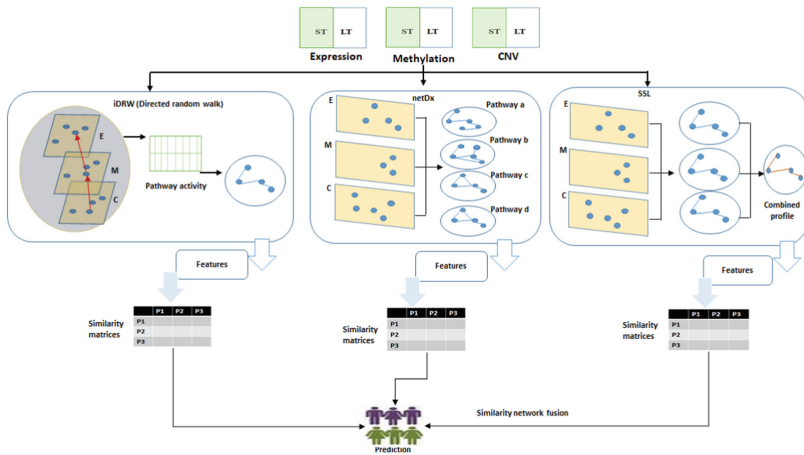 ST LT ST LT ST LT
Expression Methylation CNV
iDRW (Directed random walk)
E
M
C
Pathway activity
netDx
E
M
C
Pathway a
Pathway b
Pathway c
Pathway d
SSL
E
M
C
Combined
profile
Features
Features
Features
Similarity
matrices
P1 P2 P3
P1
P2
P3
Similarity
matrices
P1 P2 P3
P1
P2
P3
Similarity
matrices
P1 P2 P3
P1
P2
P3
Similarity network fusion
Prediction